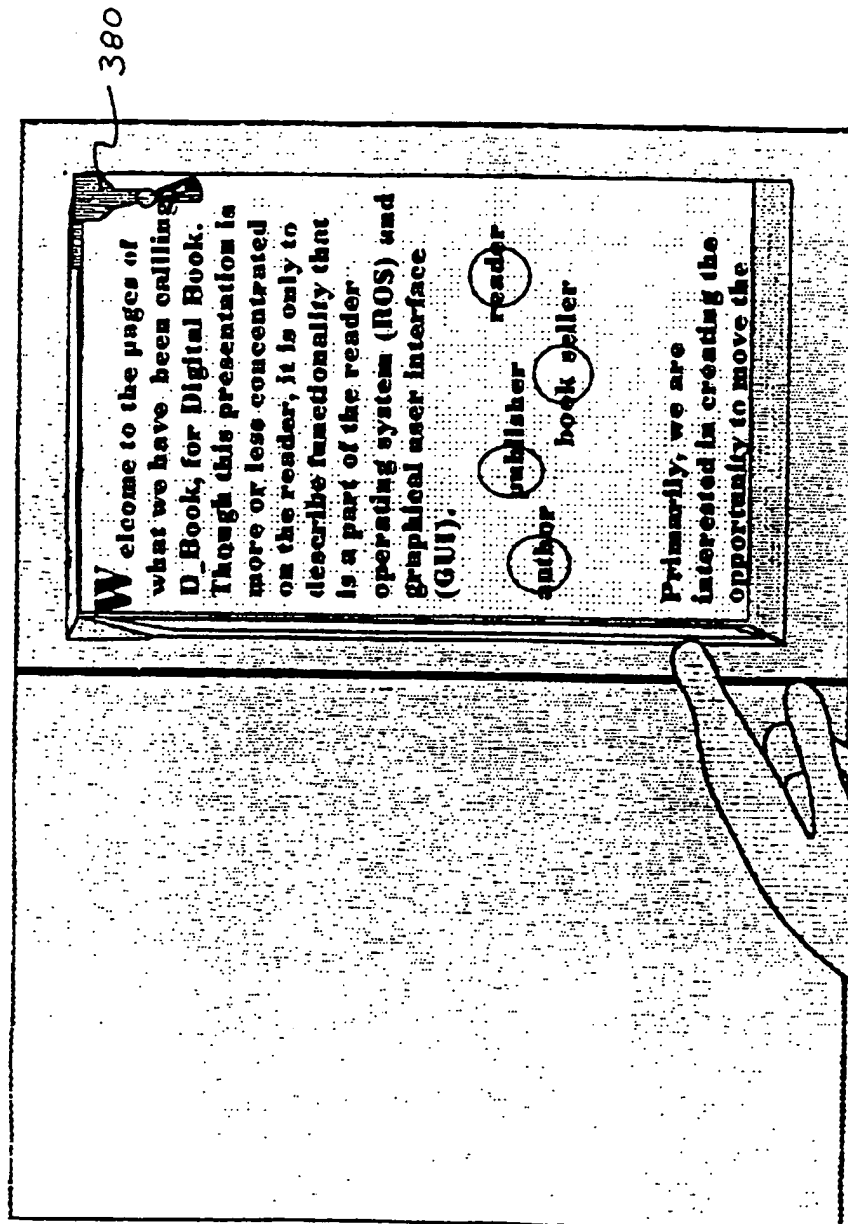 380
Welcome to the pages of
what we have been callling
D_Book, for Digital Book.
Though this presentation is
more or less concentrated
on the reader, it is only to
describe functionality that
is a part of the reader
operating system (ROS) and
graphical user interface
(GUI).
author
publisher
book seller
reader
Primarily, we are
interested in creating the
opportunity to move the